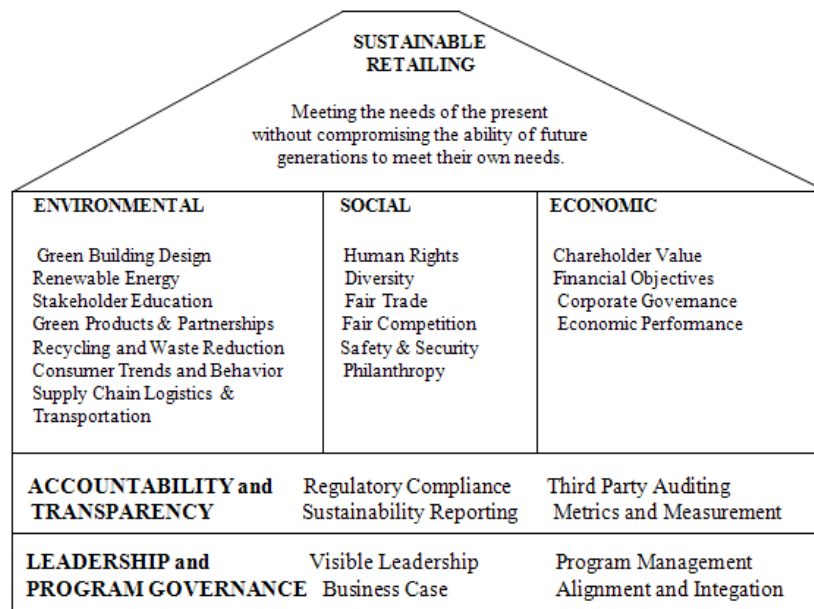 SUSTAINABLE
RETAILING
Meeting the needs of the present
without compromising the ability of future
generations to meet their own needs.
ENVIRONMENTAL
Green Building Design
Renewable Energy
Stakeholder Education
Green Products & Partnerships
Recycling and Waste Reduction
Consumer Trends and Behavior
Supply Chain Logistics &
Transportation
SOCIAL
Human Rights
Diversity
Fair Trade
Fair Competition
Safety & Security
Philanthropy
ECONOMIC
Chareholder Value
Financial Objectives
Corporate Governance
Economic Performance
ACCOUNTABILITY and
TRANSPARENCY
Regulatory Compliance
Sustainability Reporting
Third Party Auditing
Metrics and Measurement
LEADERSHIP and
PROGRAM GOVERNANCE
Visible Leadership
Business Case
Program Management
Alignment and Integation